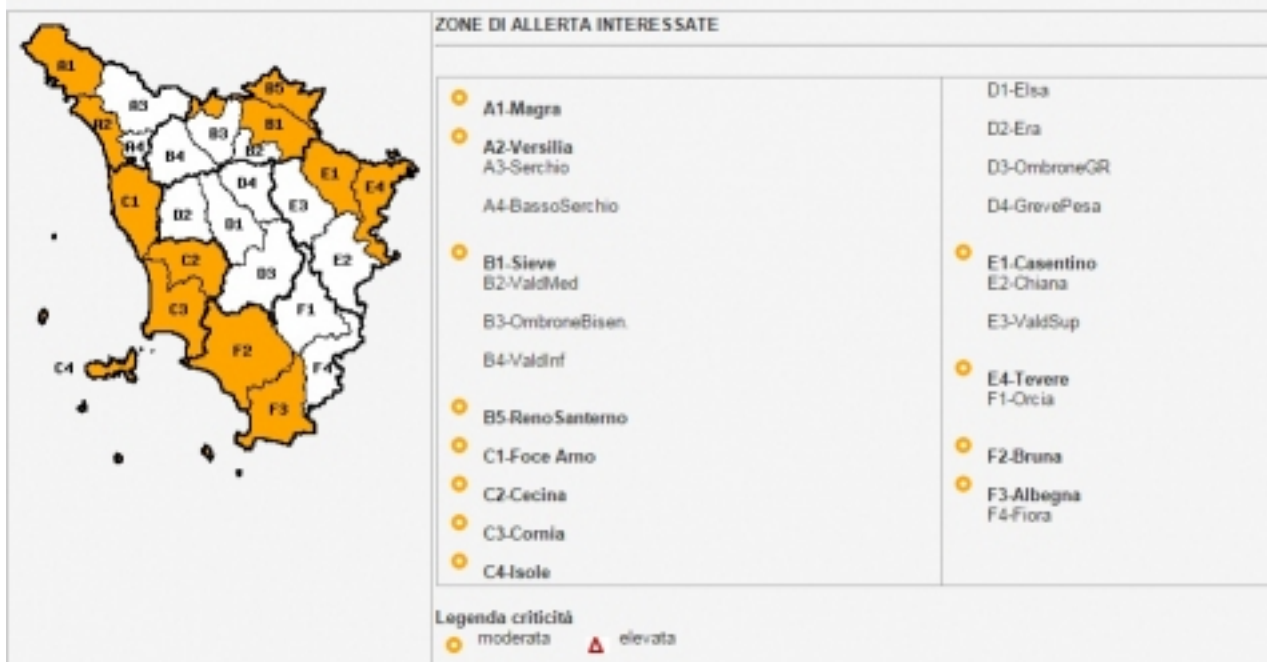 ZONE DI ALLERTA INTERESSATE
A1
A3
B5
A2
B3
B1
A4
B4
B2
E1
C1
D4
E4
D2
E3
D1
C2
E2
D3
C3
F1
F2
C4
F4
F3
A1-Magra
A2-Versilia
A3-Serchio
A4-BassoSerchio
B1-Sieve
B2-ValdMed
B3-OmbroneBisen.
B4-ValdInf
B5-RenoSanterno
C1-Foce Arno
C2-Cecina
C3-Cornia
C4-Isole
D1-Elsa
D2-Era
D3-OmbroneGR
D4-GrevePesa
E1-Casentino
E2-Chiana
E3-ValdSup
E4-Tevere
F1-Orcia
F2-Bruna
F3-Albegna
F4-Fiora
Legenda criticità
moderata elevata